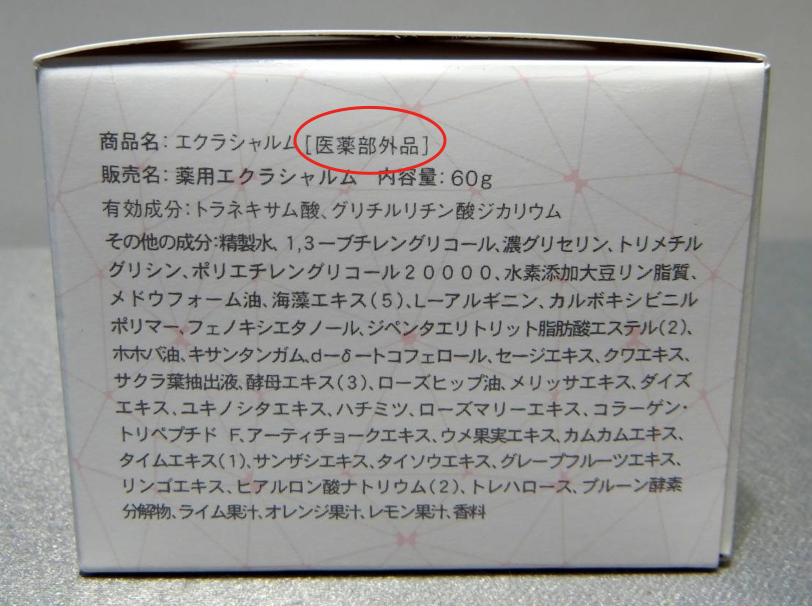 商品名：エクラシャルム［医薬部外品］
販売名：薬用エクラシャルム　内容量：60g
有効成分：トラネキサム酸、グリチルリチン酸ジカリウム
その他の成分：精製水、1,3－ブチレングリコール、濃グリセリン、トリメチル
グリシン、ポリエチレングリコール２００００、水素添加大豆リン脂質、
メドウフォーム油、海藻エキス（5）、L－アルギニン、カルボキシビニル
ポリマー、フェノキシエタノール、ジペンタエリトリット脂肪酸エステル（2）、
ホホバ油、キサンタンガム、d－δ－トコフェロール、セージエキス、クワエキス、
サクラ葉抽出液、酵母エキス（3）、ローズヒップ油、メリッサエキス、ダイズ
エキス、ユキノシタエキス、ハチミツ、ローズマリーエキス、コラーゲン・
トリペプチド F、アーティチョークエキス、ウメ果実エキス、カムカムエキス、
タイムエキス（1）、サンザシエキス、タイソウエキス、グレープフルーツエキス、
リンゴエキス、ヒアルロン酸ナトリウム（2）、トレハロース、プルーン酵素
分解物、ライム果汁、オレンジ果汁、レモン果汁、香料